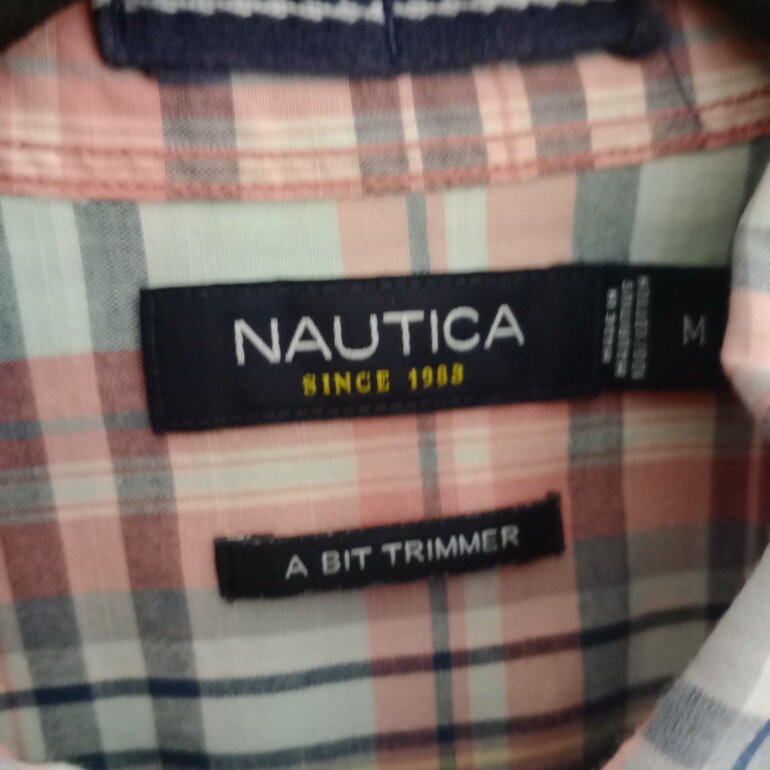 NAUTICA
SINCE 1983
M
A BIT TRIMMER